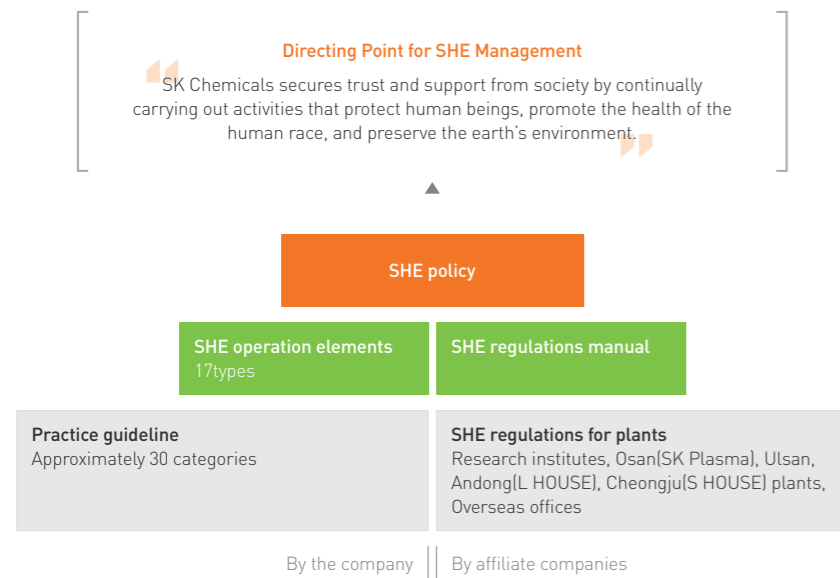 Directing Point for SHE Management
“
SK Chemicals secures trust and support from society by continually
carrying out activities that protect human beings, promote the health of the
human race, and preserve the earth’s environment.
”
SHE policy
SHE operation elements
17types
SHE regulations manual
Practice guideline
Approximately 30 categories
SHE regulations for plants
Research institutes, Osan(SK Plasma), Ulsan,
Andong(L HOUSE), Cheongju(S HOUSE) plants,
Overseas offices
By the company
By affiliate companies